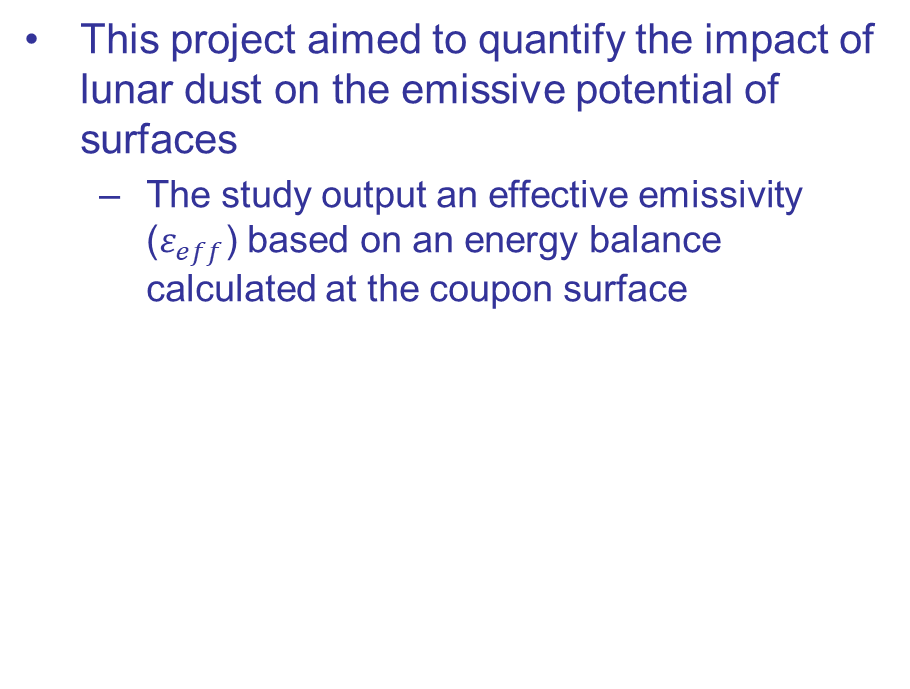 • This project aimed to quantify the impact of
lunar dust on the emissive potential of
surfaces
– The study output an effective emissivity
(𝜀𝑒𝑓𝑓) based on an energy balance
calculated at the coupon surface